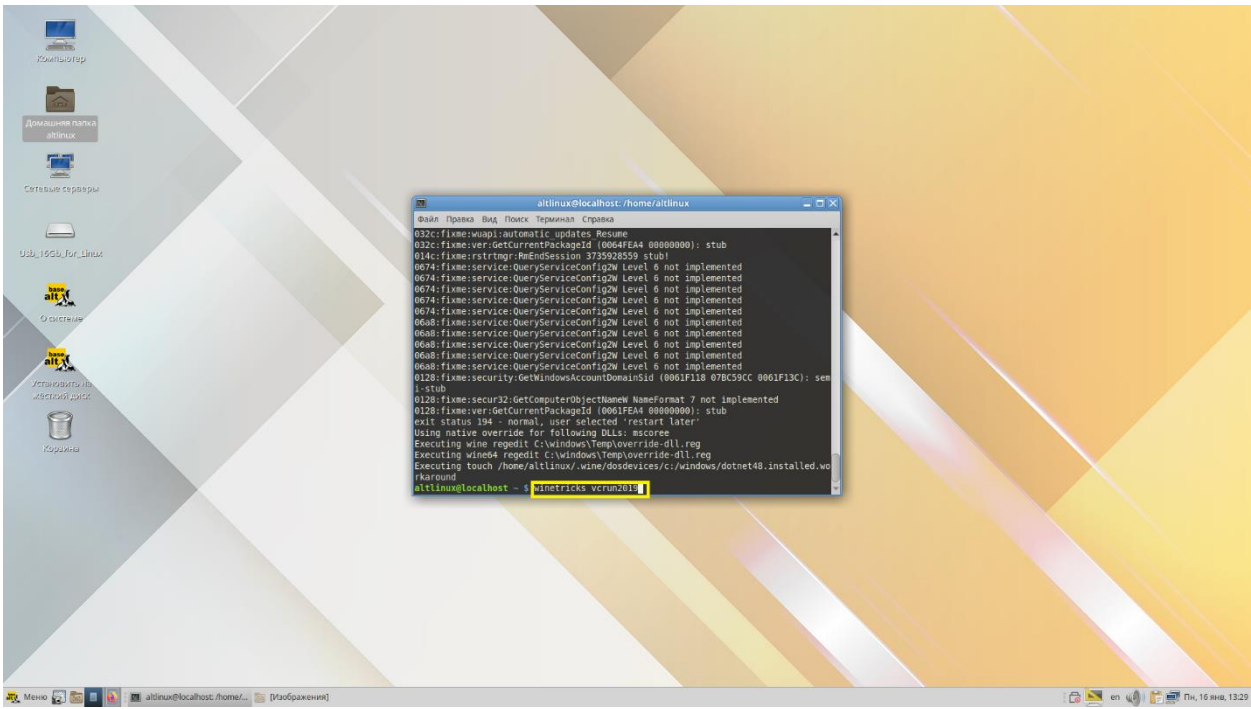 Компьютер
Домашняя папка
altlinux
Сетевые серверы
Usb_16Gb_for_Linux
base
alt
О системе
base
alt
Установить на
жёсткий диск
Корзина
altlinux@localhost: /home/altlinux
Файл Правка Вид Поиск Терминал Справка
032c:fixme:wuapi:automatic_updates_Resume
032c:fixme:ver:GetCurrentPackageId (0064FEA4 00000000): stub
014c:fixme:rstrtmgr:RmEndSession 3735928559 stub!
0674:fixme:service:QueryServiceConfig2W Level 6 not implemented
0674:fixme:service:QueryServiceConfig2W Level 6 not implemented
0674:fixme:service:QueryServiceConfig2W Level 6 not implemented
0674:fixme:service:QueryServiceConfig2W Level 6 not implemented
0674:fixme:service:QueryServiceConfig2W Level 6 not implemented
06a8:fixme:service:QueryServiceConfig2W Level 6 not implemented
06a8:fixme:service:QueryServiceConfig2W Level 6 not implemented
06a8:fixme:service:QueryServiceConfig2W Level 6 not implemented
06a8:fixme:service:QueryServiceConfig2W Level 6 not implemented
06a8:fixme:service:QueryServiceConfig2W Level 6 not implemented
0128:fixme:security:GetWindowsAccountDomainSid (0061F118 07BC59CC 0061F13C): sem
i-stub
0128:fixme:secur32:GetComputerObjectNameW NameFormat 7 not implemented
0128:fixme:ver:GetCurrentPackageId (0061FEA4 00000000): stub
exit status 194 - normal, user selected 'restart later'
Using native override for following DLLs: mscoree
Executing wine regedit C:\windows\Temp\override-dll.reg
Executing wine64 regedit C:\windows\Temp\override-dll.reg
Executing touch /home/altlinux/.wine/dosdevices/c:/windows/dotnet48.installed.wo
rkaround
altlinux@localhost ~ $ winetricks vcrun2019
Меню altlinux@localhost: /home/... [Изображения] en Пн, 16 янв, 13:29